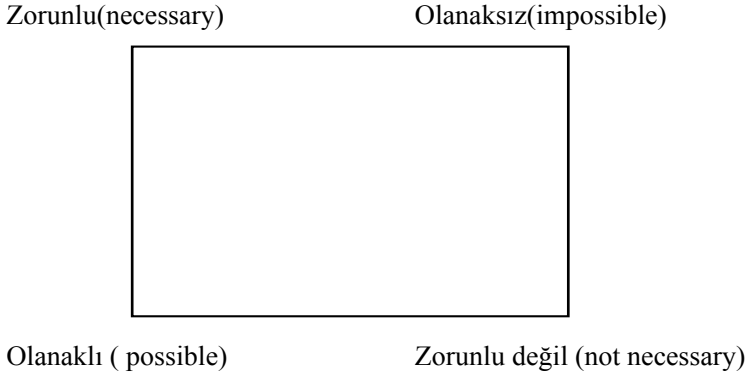 Zorunlu(necessary) Olanaksız(impossible)
Olanaklı ( possible) Zorunlu değil (not necessary)